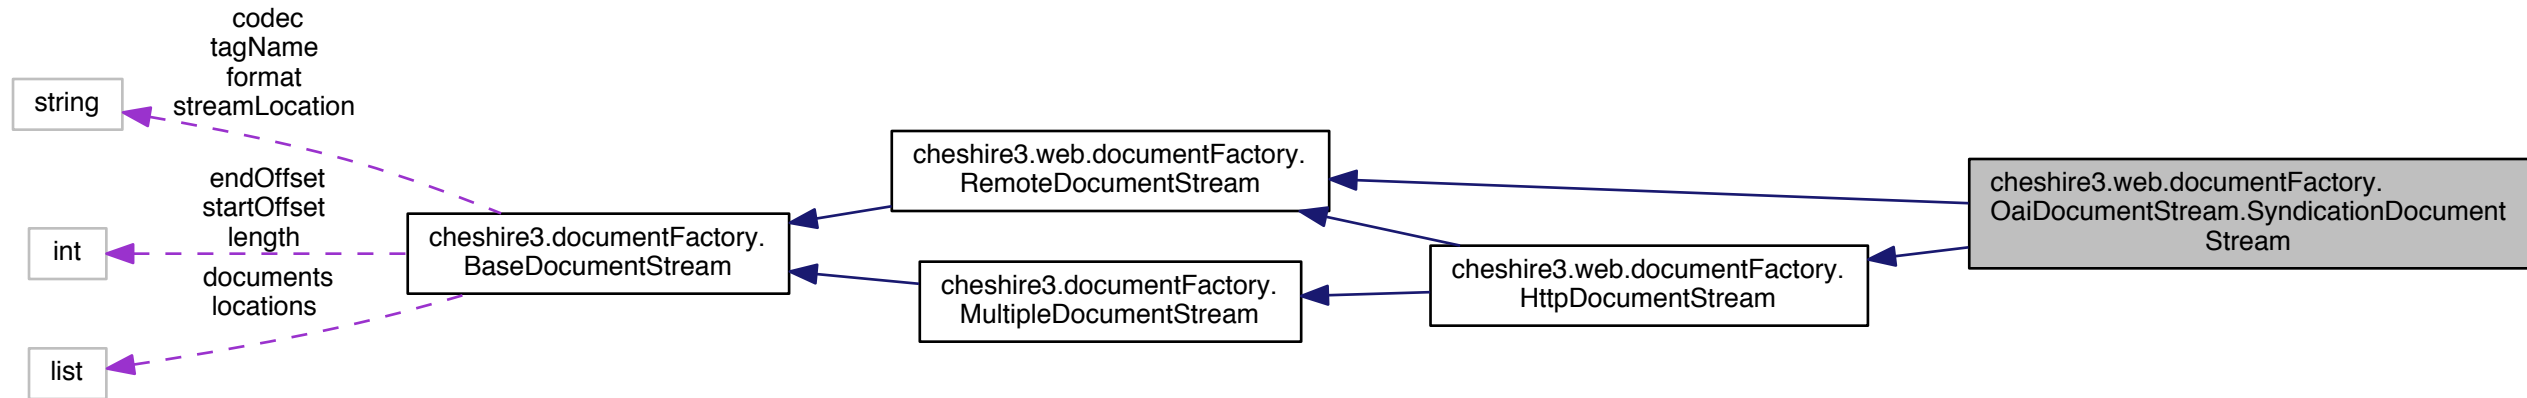 codec
tagName
format
streamLocation
string
endOffset
startOffset
length
int
documents
locations
list
cheshire3.documentFactory.
BaseDocumentStream
cheshire3.web.documentFactory.
RemoteDocumentStream
cheshire3.documentFactory.
MultipleDocumentStream
cheshire3.web.documentFactory.
HttpDocumentStream
cheshire3.web.documentFactory.
OaiDocumentStream.SyndicationDocument
Stream